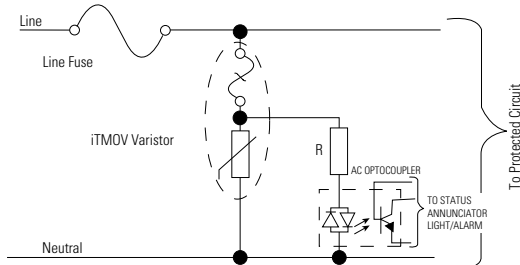 Line
Line Fuse
iTMOV Varistor
R
AC OPTOCOUPLER
TO STATUS
ANNUNCIATOR
LIGHT/ALARM
To Protected Circuit
Neutral